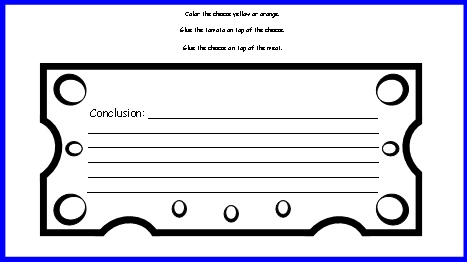 Color the cheese yellow or orange.
Glue the tomato on top of the cheese.
Glue the cheese on top of the meat.
Conclusion: